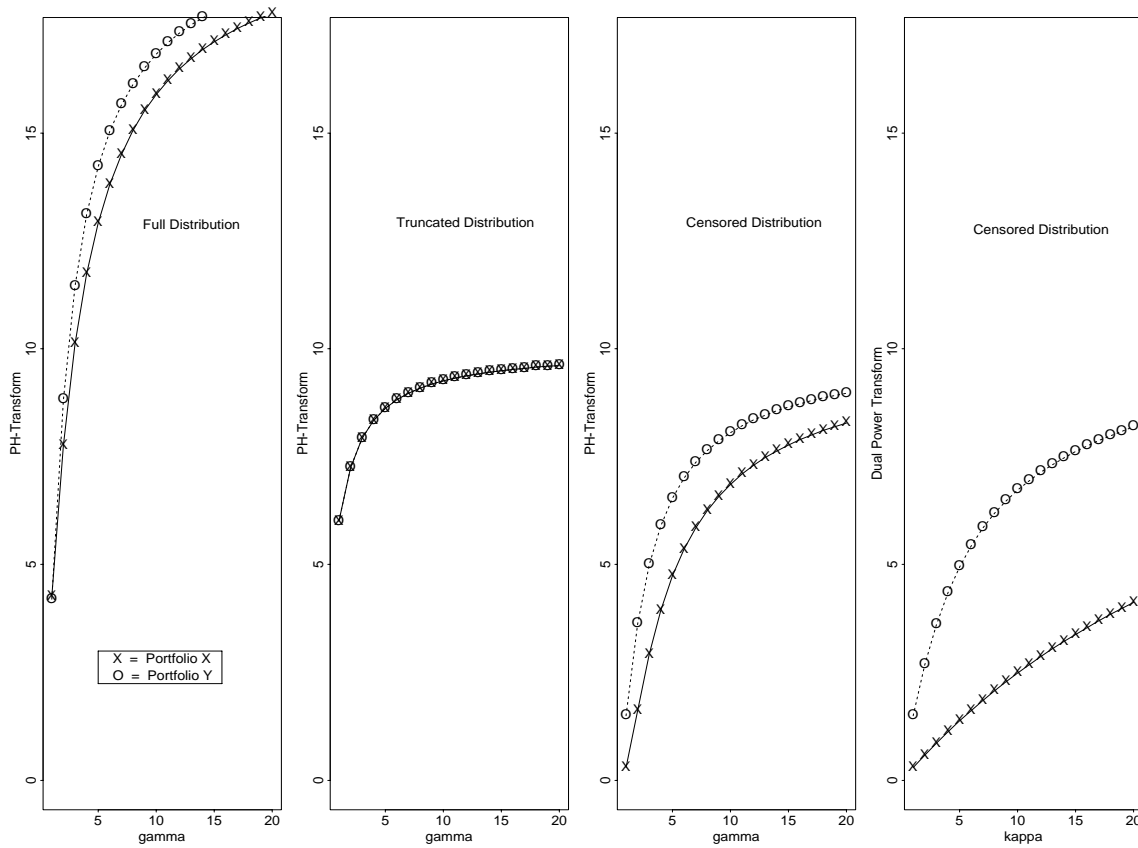 PH-Transform
0
5
10
15
Full Distribution
X = Portfolio X
O = Portfolio Y
5
10
15
20
gamma
PH-Transform
0
5
10
15
Truncated Distribution
5
10
15
20
gamma
PH-Transform
0
5
10
15
Censored Distribution
5
10
15
20
gamma
Dual Power Transform
0
5
10
15
Censored Distribution
5
10
15
20
kappa